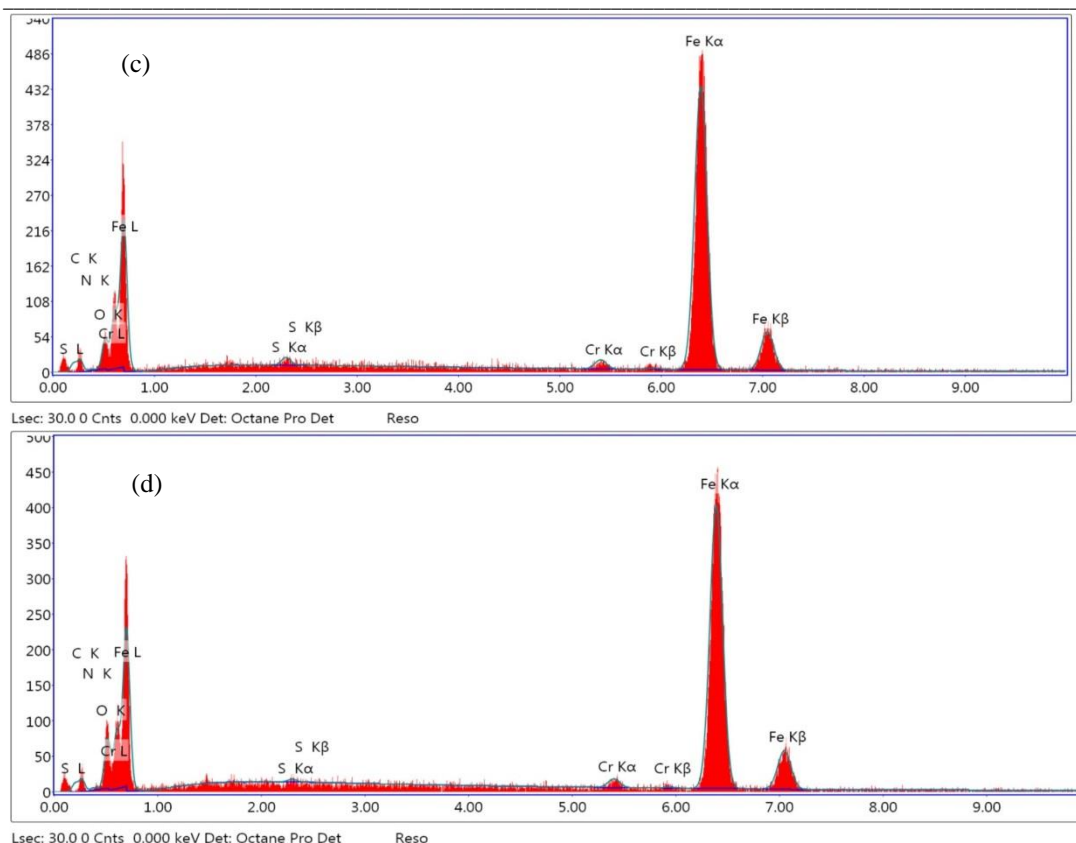 540
(c)
Fe Kα
486
432
378
324
270
216
Fe L
C K
162
N K
108
O K
S Kβ
Fe Kβ
54
Cr L
S L
S Kα
Cr Kα
Cr Kβ
0
0.00 1.00 2.00 3.00 4.00 5.00 6.00 7.00 8.00 9.00
Lsec: 30.0 0 Cnts 0.000 keV Det: Octane Pro Det Reso
500
(d)
450
Fe Kα
400
350
300
250
200
C K
Fe L
N K
150
O K
100
Fe Kβ
Cr L
S Kβ
50
S L
S Kα
Cr Kα
Cr Kβ
0
0.00 1.00 2.00 3.00 4.00 5.00 6.00 7.00 8.00 9.00
Lsec: 30.0 0 Cnts 0.000 keV Det: Octane Pro Det Reso